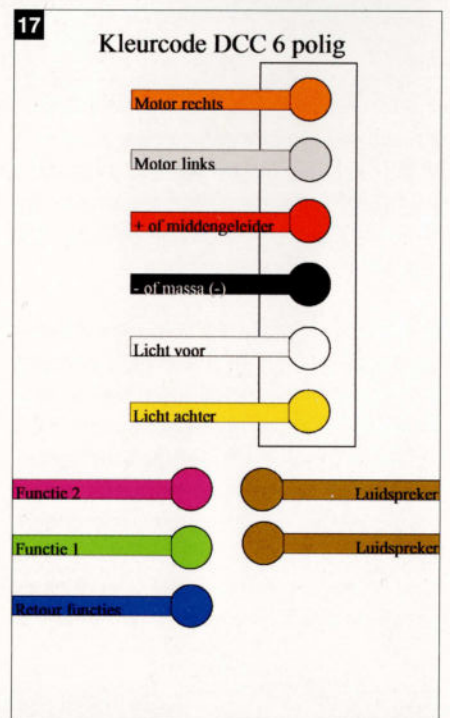 17
Kleurcode DCC 6 polig
Motor rechts
Motor links
+ of middengeleider
- of massa (-)
Licht voor
Licht achter
Functie 2
Luidspreker
Functie 1
Luidspreker
Retour functies